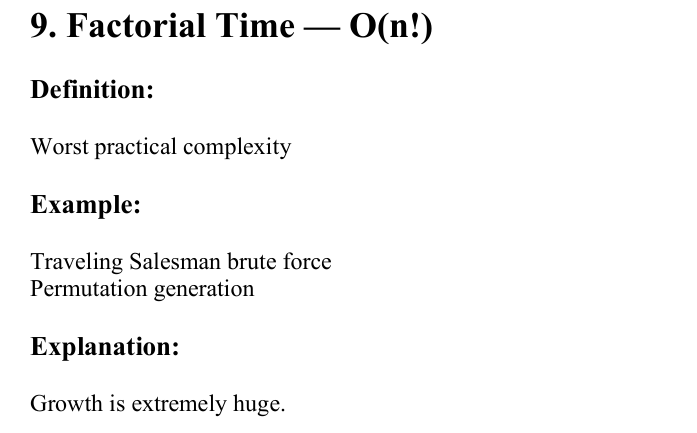 9. Factorial Time — O(n!)
Definition:
Worst practical complexity
Example:
Traveling Salesman brute force
Permutation generation
Explanation:
Growth is extremely huge.